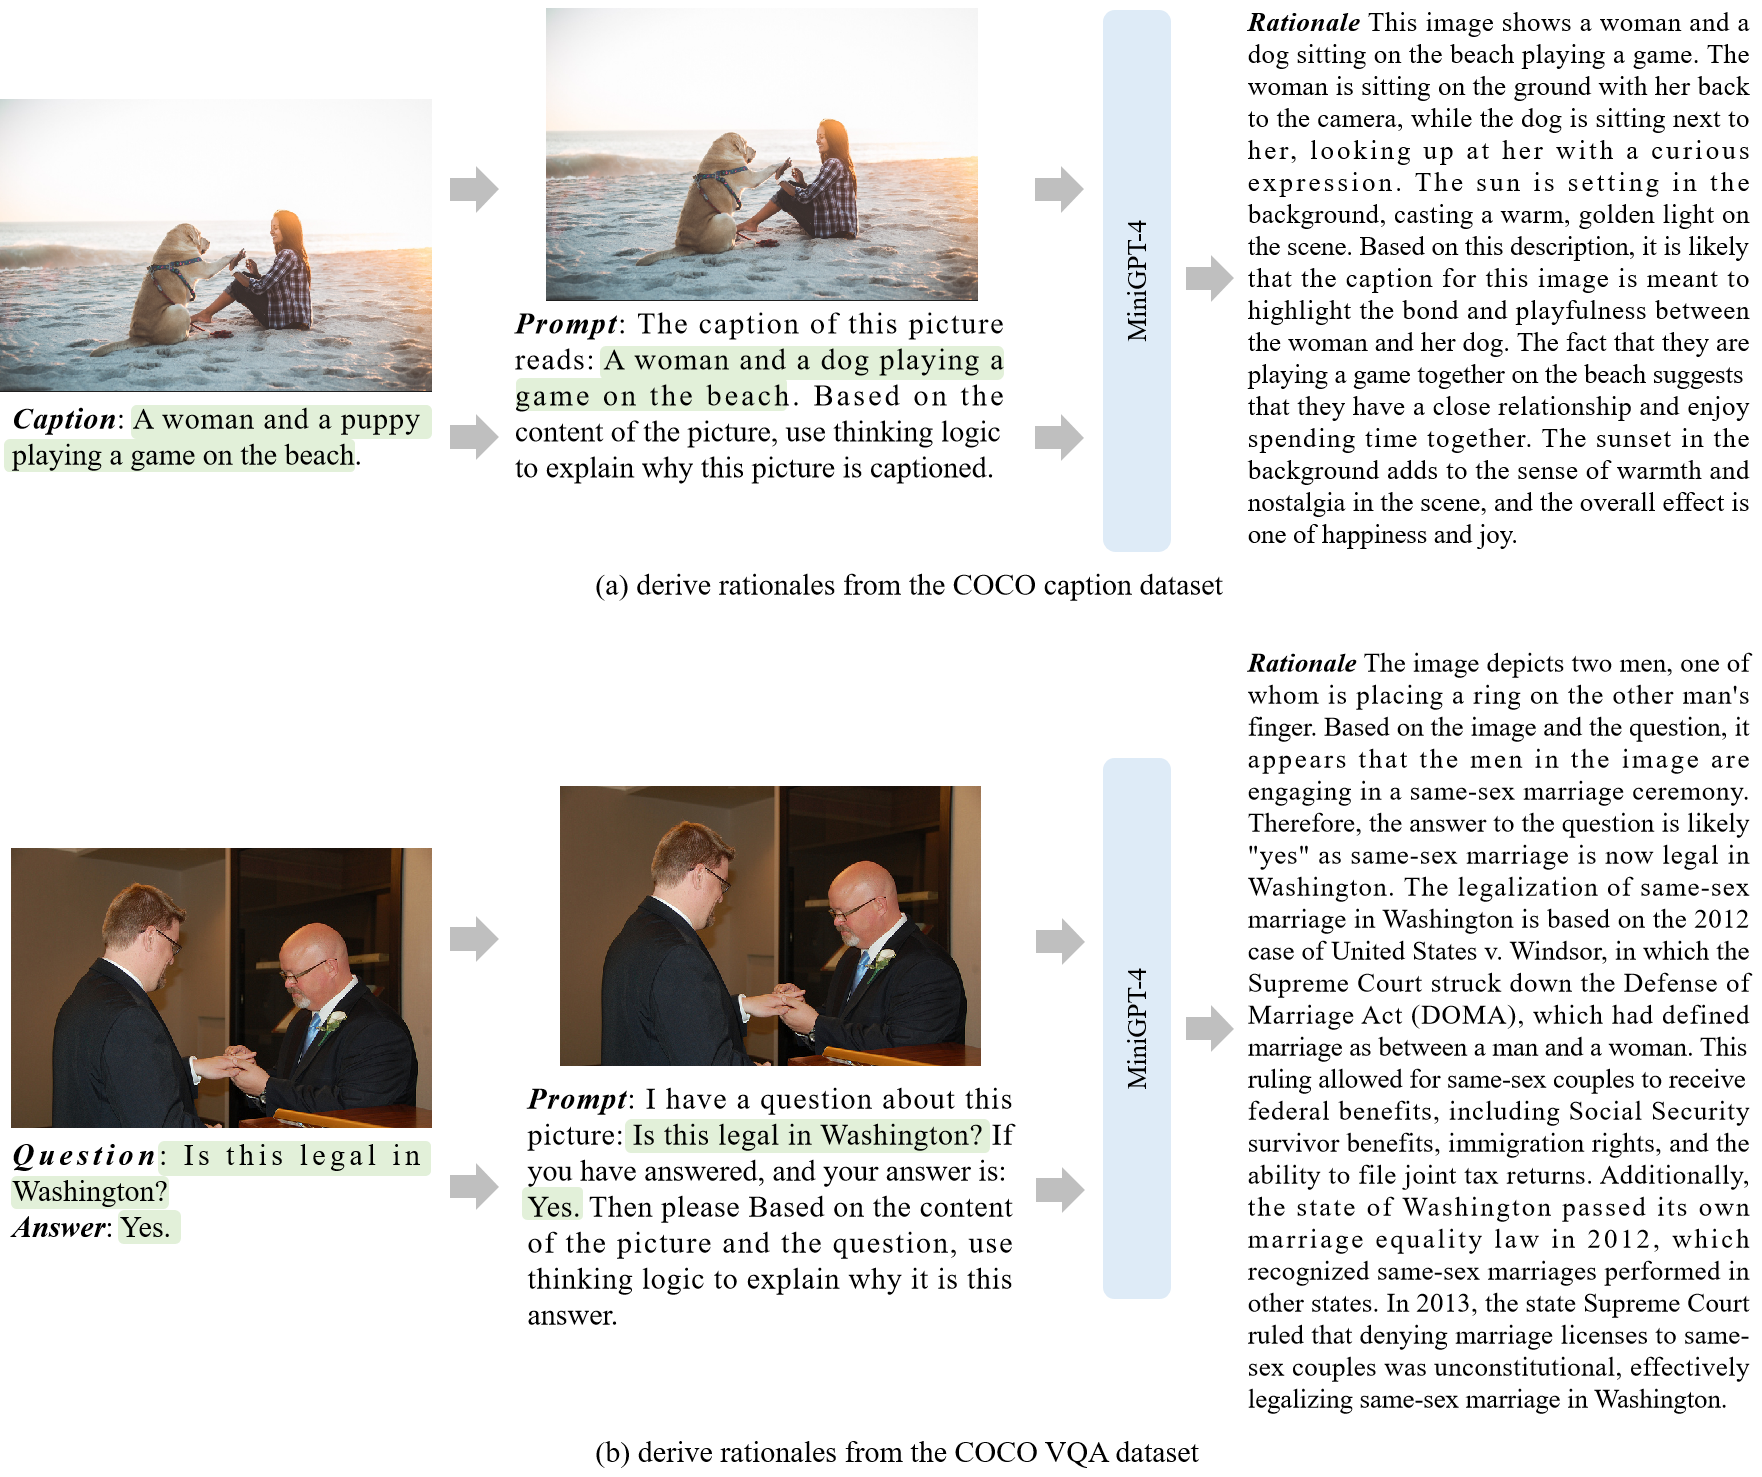 Caption: A woman and a puppy
playing a game on the beach.
Prompt: The caption of this picture
reads: A woman and a dog playing a
game on the beach. Based on the
content of the picture, use thinking logic
to explain why this picture is captioned.
MiniGPT-4
Rationale This image shows a woman and a
dog sitting on the beach playing a game. The
woman is sitting on the ground with her back
to the camera, while the dog is sitting next to
her, looking up at her with a curious
expression. The sun is setting in the
background, casting a warm, golden light on
the scene. Based on this description, it is likely
that the caption for this image is meant to
highlight the bond and playfulness between
the woman and her dog. The fact that they are
playing a game together on the beach suggests
that they have a close relationship and enjoy
spending time together. The sunset in the
background adds to the sense of warmth and
nostalgia in the scene, and the overall effect is
one of happiness and joy.
(a) derive rationales from the COCO caption dataset
Question: Is this legal in
Washington?
Answer: Yes.
Prompt: I have a question about this
picture: Is this legal in Washington? If
you have answered, and your answer is:
Yes. Then please Based on the content
of the picture and the question, use
thinking logic to explain why it is this
answer.
MiniGPT-4
Rationale The image depicts two men, one of
whom is placing a ring on the other man's
finger. Based on the image and the question, it
appears that the men in the image are
engaging in a same-sex marriage ceremony.
Therefore, the answer to the question is likely
"yes" as same-sex marriage is now legal in
Washington. The legalization of same-sex
marriage in Washington is based on the 2012
case of United States v. Windsor, in which the
Supreme Court struck down the Defense of
Marriage Act (DOMA), which had defined
marriage as between a man and a woman. This
ruling allowed for same-sex couples to receive
federal benefits, including Social Security
survivor benefits, immigration rights, and the
ability to file joint tax returns. Additionally,
the state of Washington passed its own
marriage equality law in 2012, which
recognized same-sex marriages performed in
other states. In 2013, the state Supreme Court
ruled that denying marriage licenses to same-
sex couples was unconstitutional, effectively
legalizing same-sex marriage in Washington.
(b) derive rationales from the COCO VQA dataset